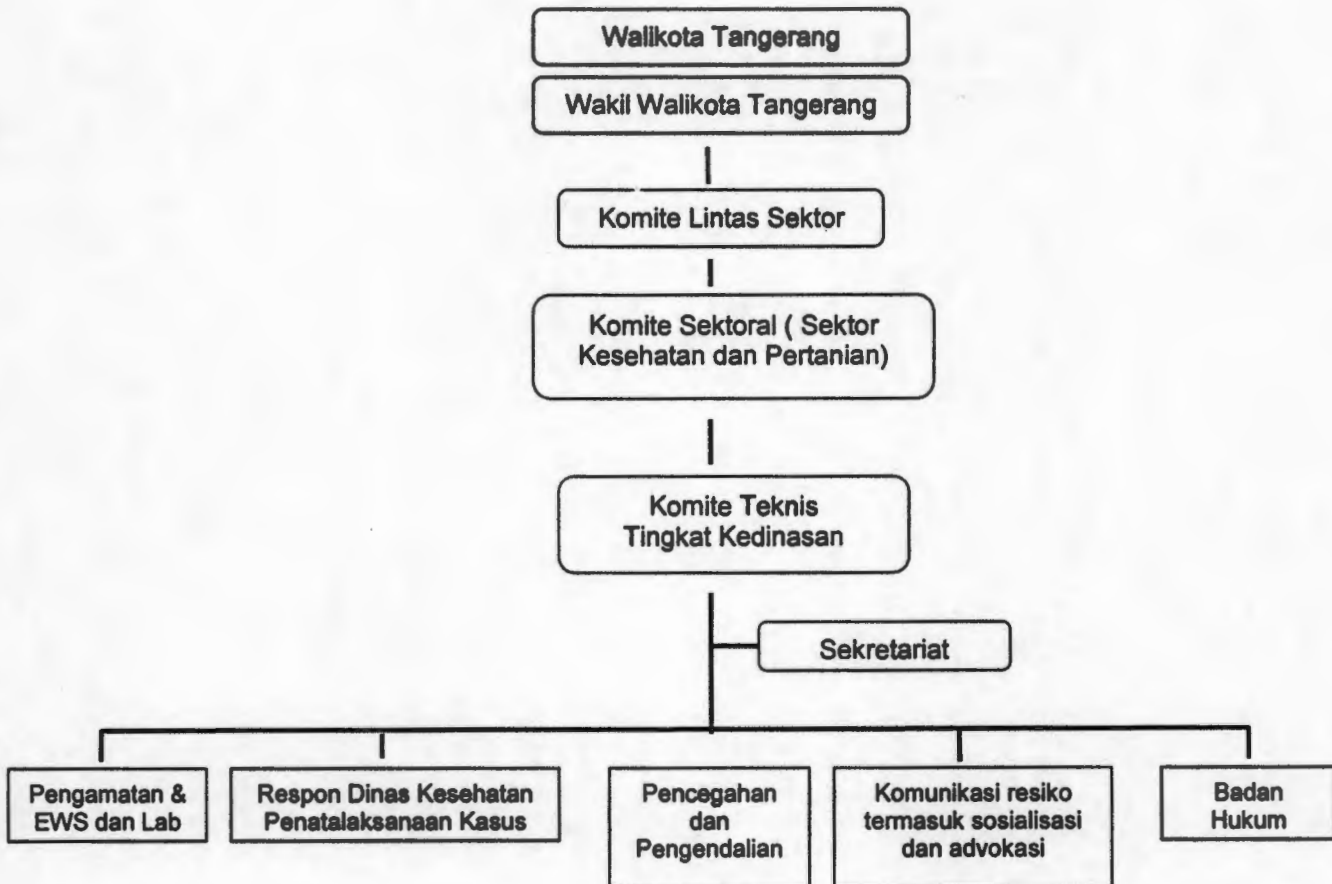 Walikota Tangerang
Wakil Walikota Tangerang
Komite Lintas Sektor
Komite Sektoral ( Sektor
Kesehatan dan Pertanian)
Komite Teknis
Tingkat Kedinasan
Sekretariat
Pengamatan &
EWS dan Lab
Respon Dinas Kesehatan
Penatalaksanaan Kasus
Pencegahan
dan
Pengendalian
Komunikasi resiko
termasuk sosialisasi
dan advokasi
Badan
Hukum